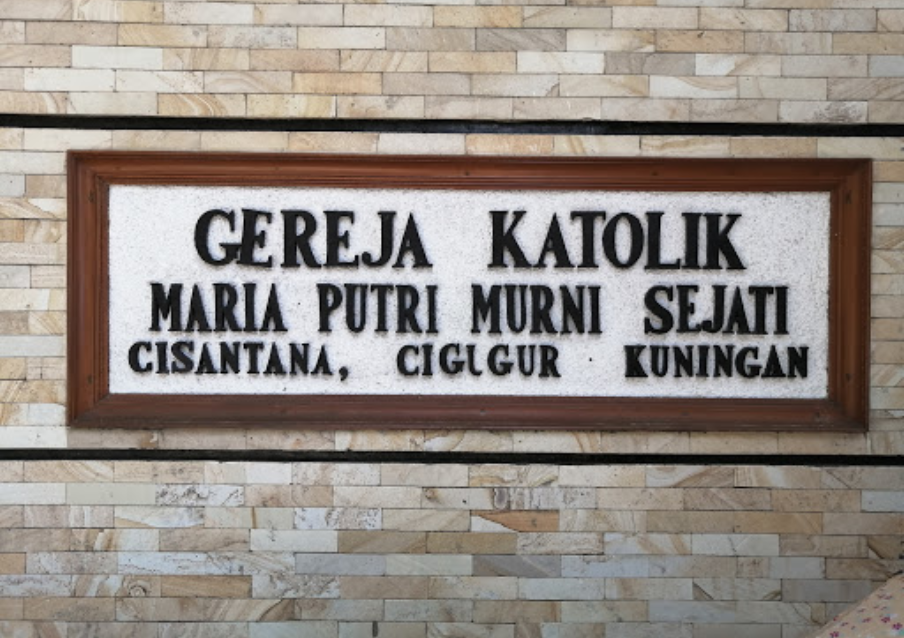 GEREJA KATOLIK
MARIA PUTRI MURNI SEJATI
CISANTANA, CIGUGUR KUNINGAN